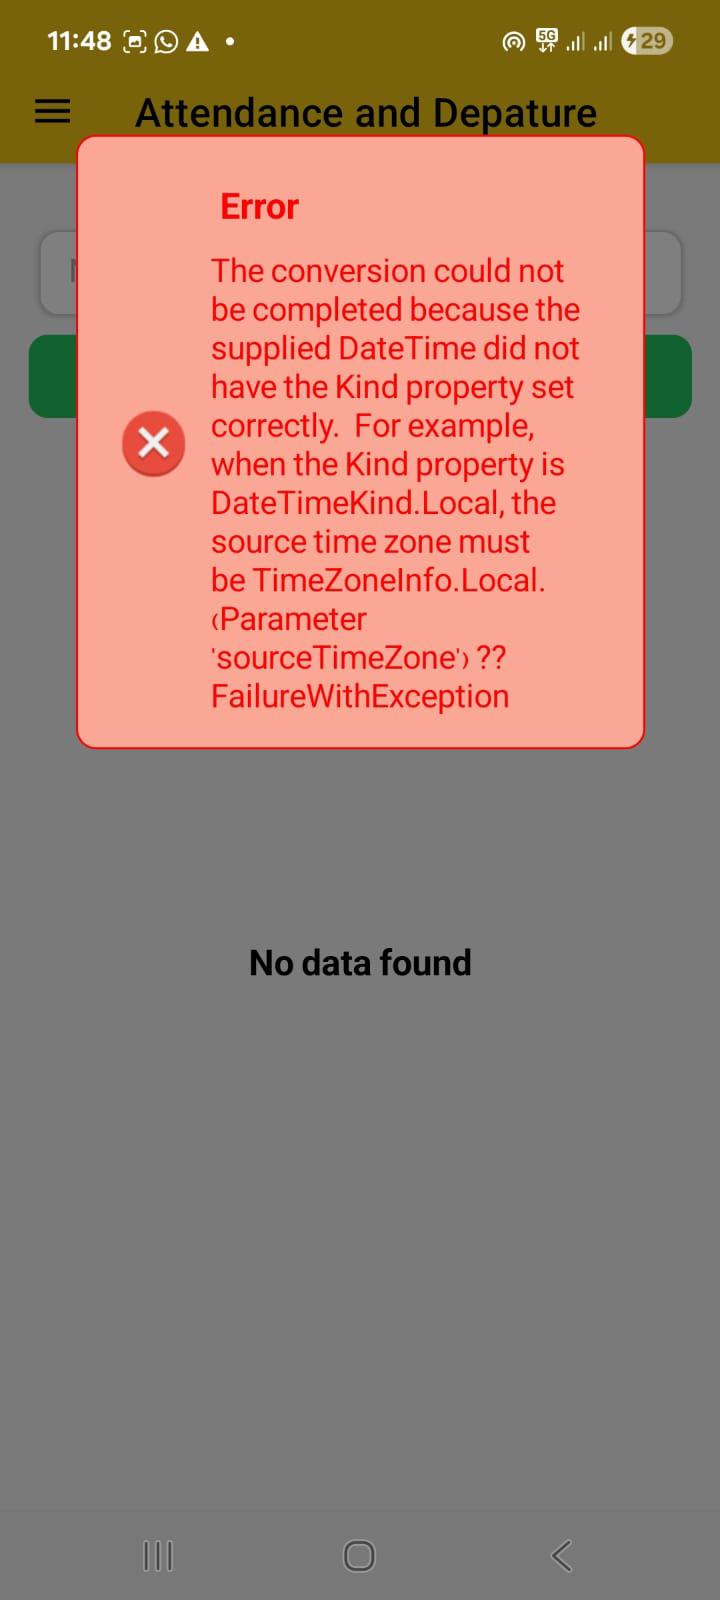 11:48
5G
29
Attendance and Depature
Error
The conversion could not
be completed because the
supplied DateTime did not
have the Kind property set
correctly.  For example,
when the Kind property is
DateTimeKind.Local, the
source time zone must
be TimeZoneInfo.Local.
(Parameter
'sourceTimeZone') ??
FailureWithException
No data found